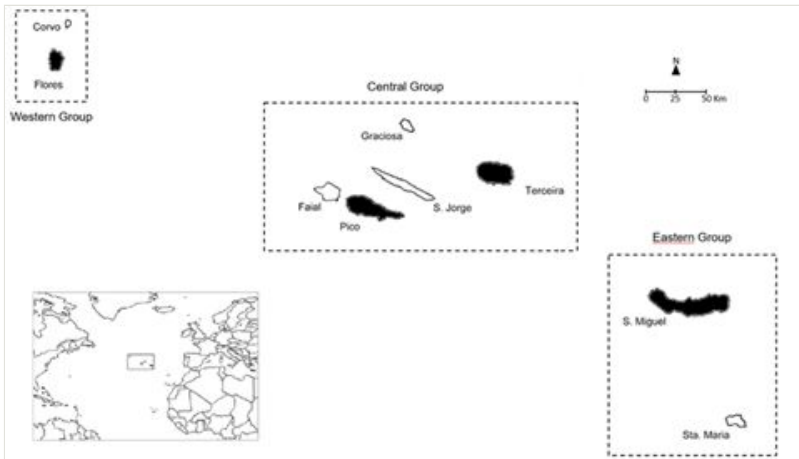 Corvo
Flores
Western Group
Central Group
Graciosa
Faial
Pico
S. Jorge
Terceira
N
0 25 50 Km
Eastern Group
S. Miguel
Sta. Maria